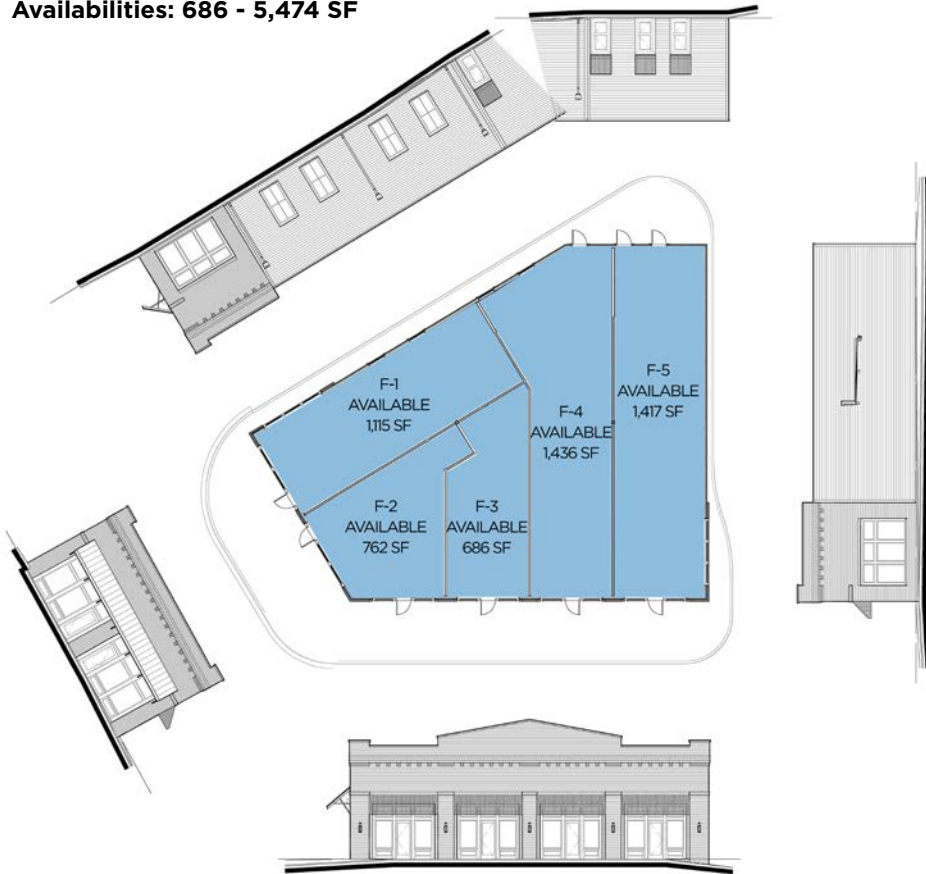 Availabilities: 686 - 5,474 SF
F-1
AVAILABLE
1,115 SF
F-5
AVAILABLE
1,417 SF
F-4
AVAILABLE
1,436 SF
F-2
AVAILABLE
762 SF
F-3
AVAILABLE
686 SF